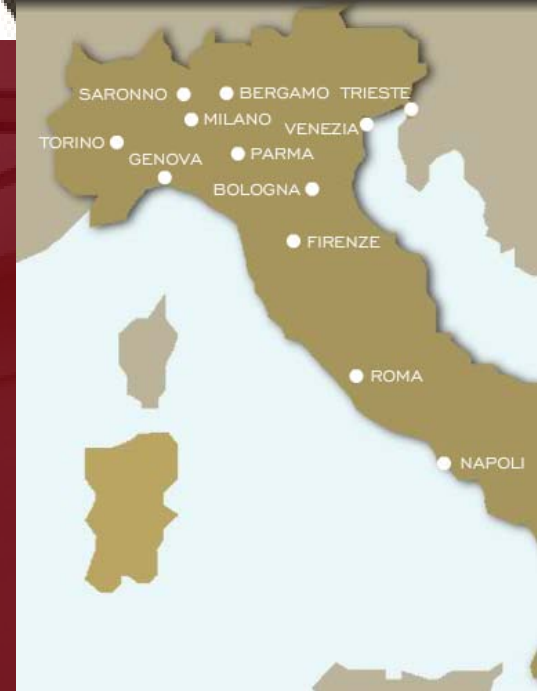 SARONNO
BERGAMO
TRIESTE
MILANO
VENEZIA
TORINO
GENOVA
PARMA
BOLOGNA
FIRENZE
ROMA
NAPOLI